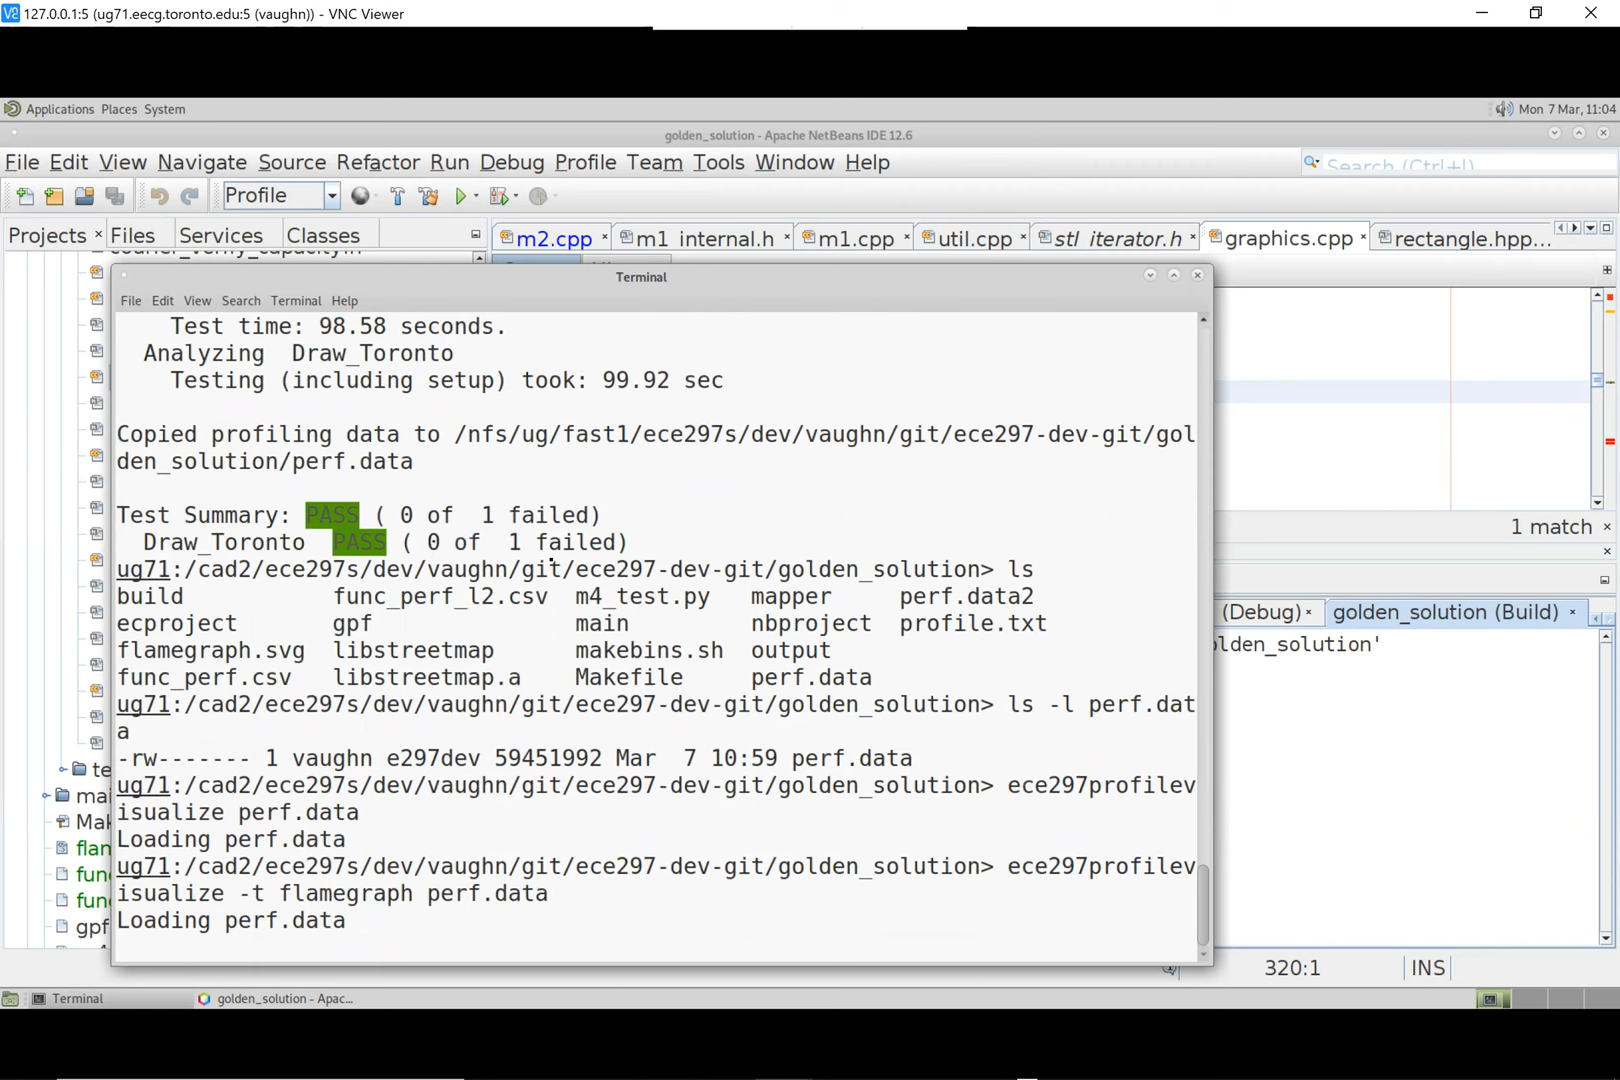 127.0.0.1:5 (ug71.eecg.toronto.edu:5 (vaughn)) - VNC Viewer
Applications Places System
Mon 7 Mar, 11:04
golden_solution - Apache NetBeans IDE 12.6
File Edit View Navigate Source Refactor Run Debug Profile Team Tools Window Help
Search (Ctrl+I)
Profile
Projects Files Services Classes
m2.cpp m1_internal.h m1.cpp util.cpp stl_iterator.h graphics.cpp rectangle.hpp...
Terminal
File Edit View Search Terminal Help
Test time: 98.58 seconds.
Analyzing Draw_Toronto
Testing (including setup) took: 99.92 sec
Copied profiling data to /nfs/ug/fast1/ece297s/dev/vaughn/git/ece297-dev-git/gol
den_solution/perf.data
Test Summary: PASS ( 0 of 1 failed)
Draw_Toronto PASS ( 0 of 1 failed)
ug71:/cad2/ece297s/dev/vaughn/git/ece297-dev-git/golden_solution> ls
build func_perf_l2.csv m4_test.py mapper perf.data2
ecproject gpf main nbproject profile.txt
flamegraph.svg libstreetmap makebins.sh output
func_perf.csv libstreetmap.a Makefile perf.data
ug71:/cad2/ece297s/dev/vaughn/git/ece297-dev-git/golden_solution> ls -l perf.dat
a
-rw------- 1 vaughn e297dev 59451992 Mar 7 10:59 perf.data
ug71:/cad2/ece297s/dev/vaughn/git/ece297-dev-git/golden_solution> ece297profilev
isualize perf.data
Loading perf.data
ug71:/cad2/ece297s/dev/vaughn/git/ece297-dev-git/golden_solution> ece297profilev
isualize -t flamegraph perf.data
Loading perf.data
te
mai
Mak
flan
fun
fun
gpf
1 match
(Debug) golden_solution (Build)
olden_solution'
320:1 INS
Terminal
golden_solution - Apac...